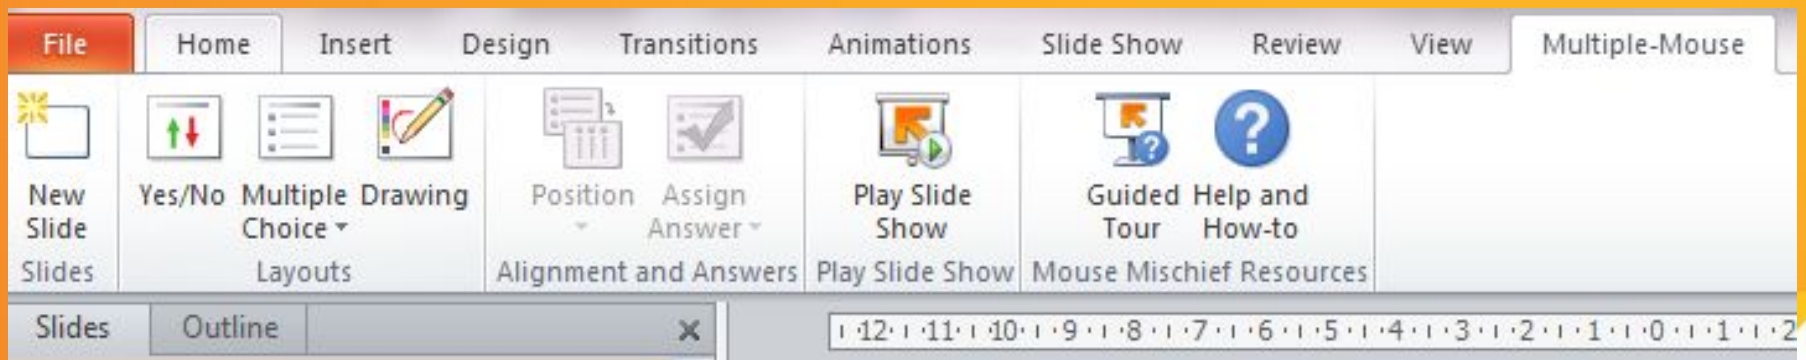 File Home Insert Design Transitions Animations Slide Show Review View Multiple-Mouse
New Slide
Yes/No
Multiple Choice
Drawing
Position
Assign Answer
Play Slide Show
Guided Tour
Help and How-to
Slides Layouts Alignment and Answers Play Slide Show Mouse Mischief Resources
Slides Outline
12 11 10 9 8 7 6 5 4 3 2 1 0 1 2